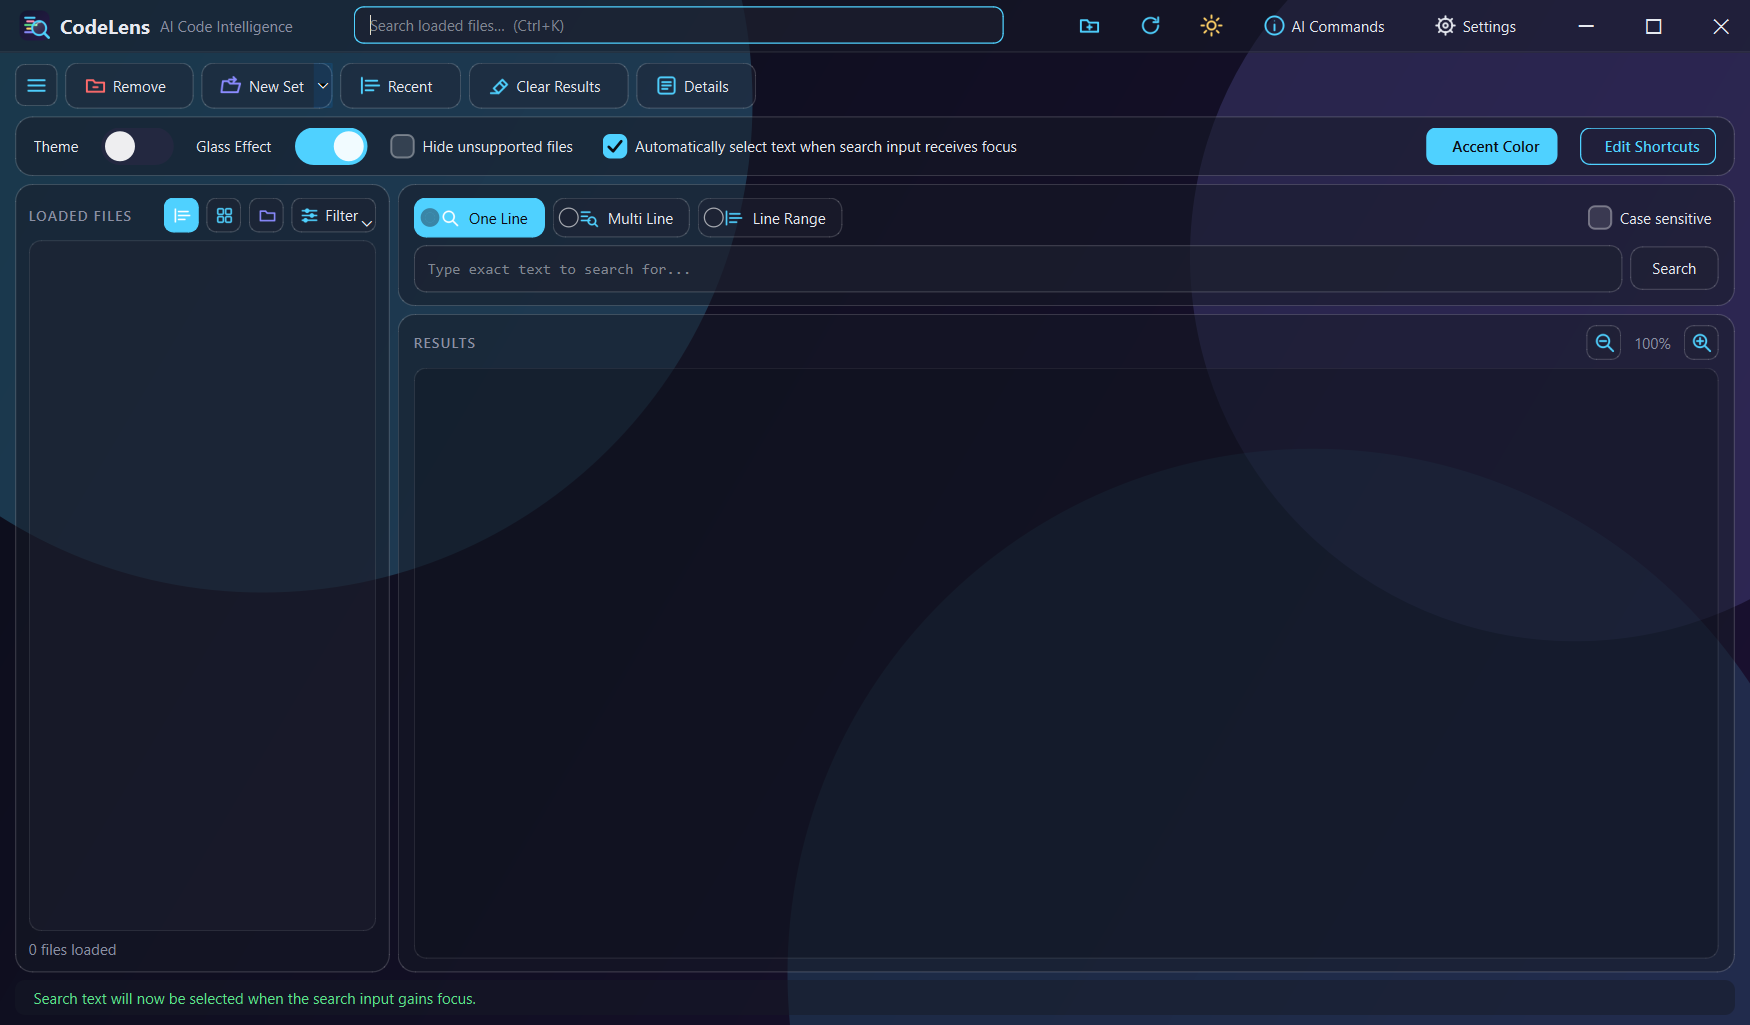 CodeLens AI Code Intelligence
Search loaded files... (Ctrl+K)
AI Commands
Settings
Remove
New Set
Recent
Clear Results
Details
Theme
Glass Effect
Hide unsupported files
Automatically select text when search input receives focus
Accent Color
Edit Shortcuts
LOADED FILES
Filter
One Line
Multi Line
Line Range
Case sensitive
Type exact text to search for...
Search
RESULTS
100%
0 files loaded
Search text will now be selected when the search input gains focus.